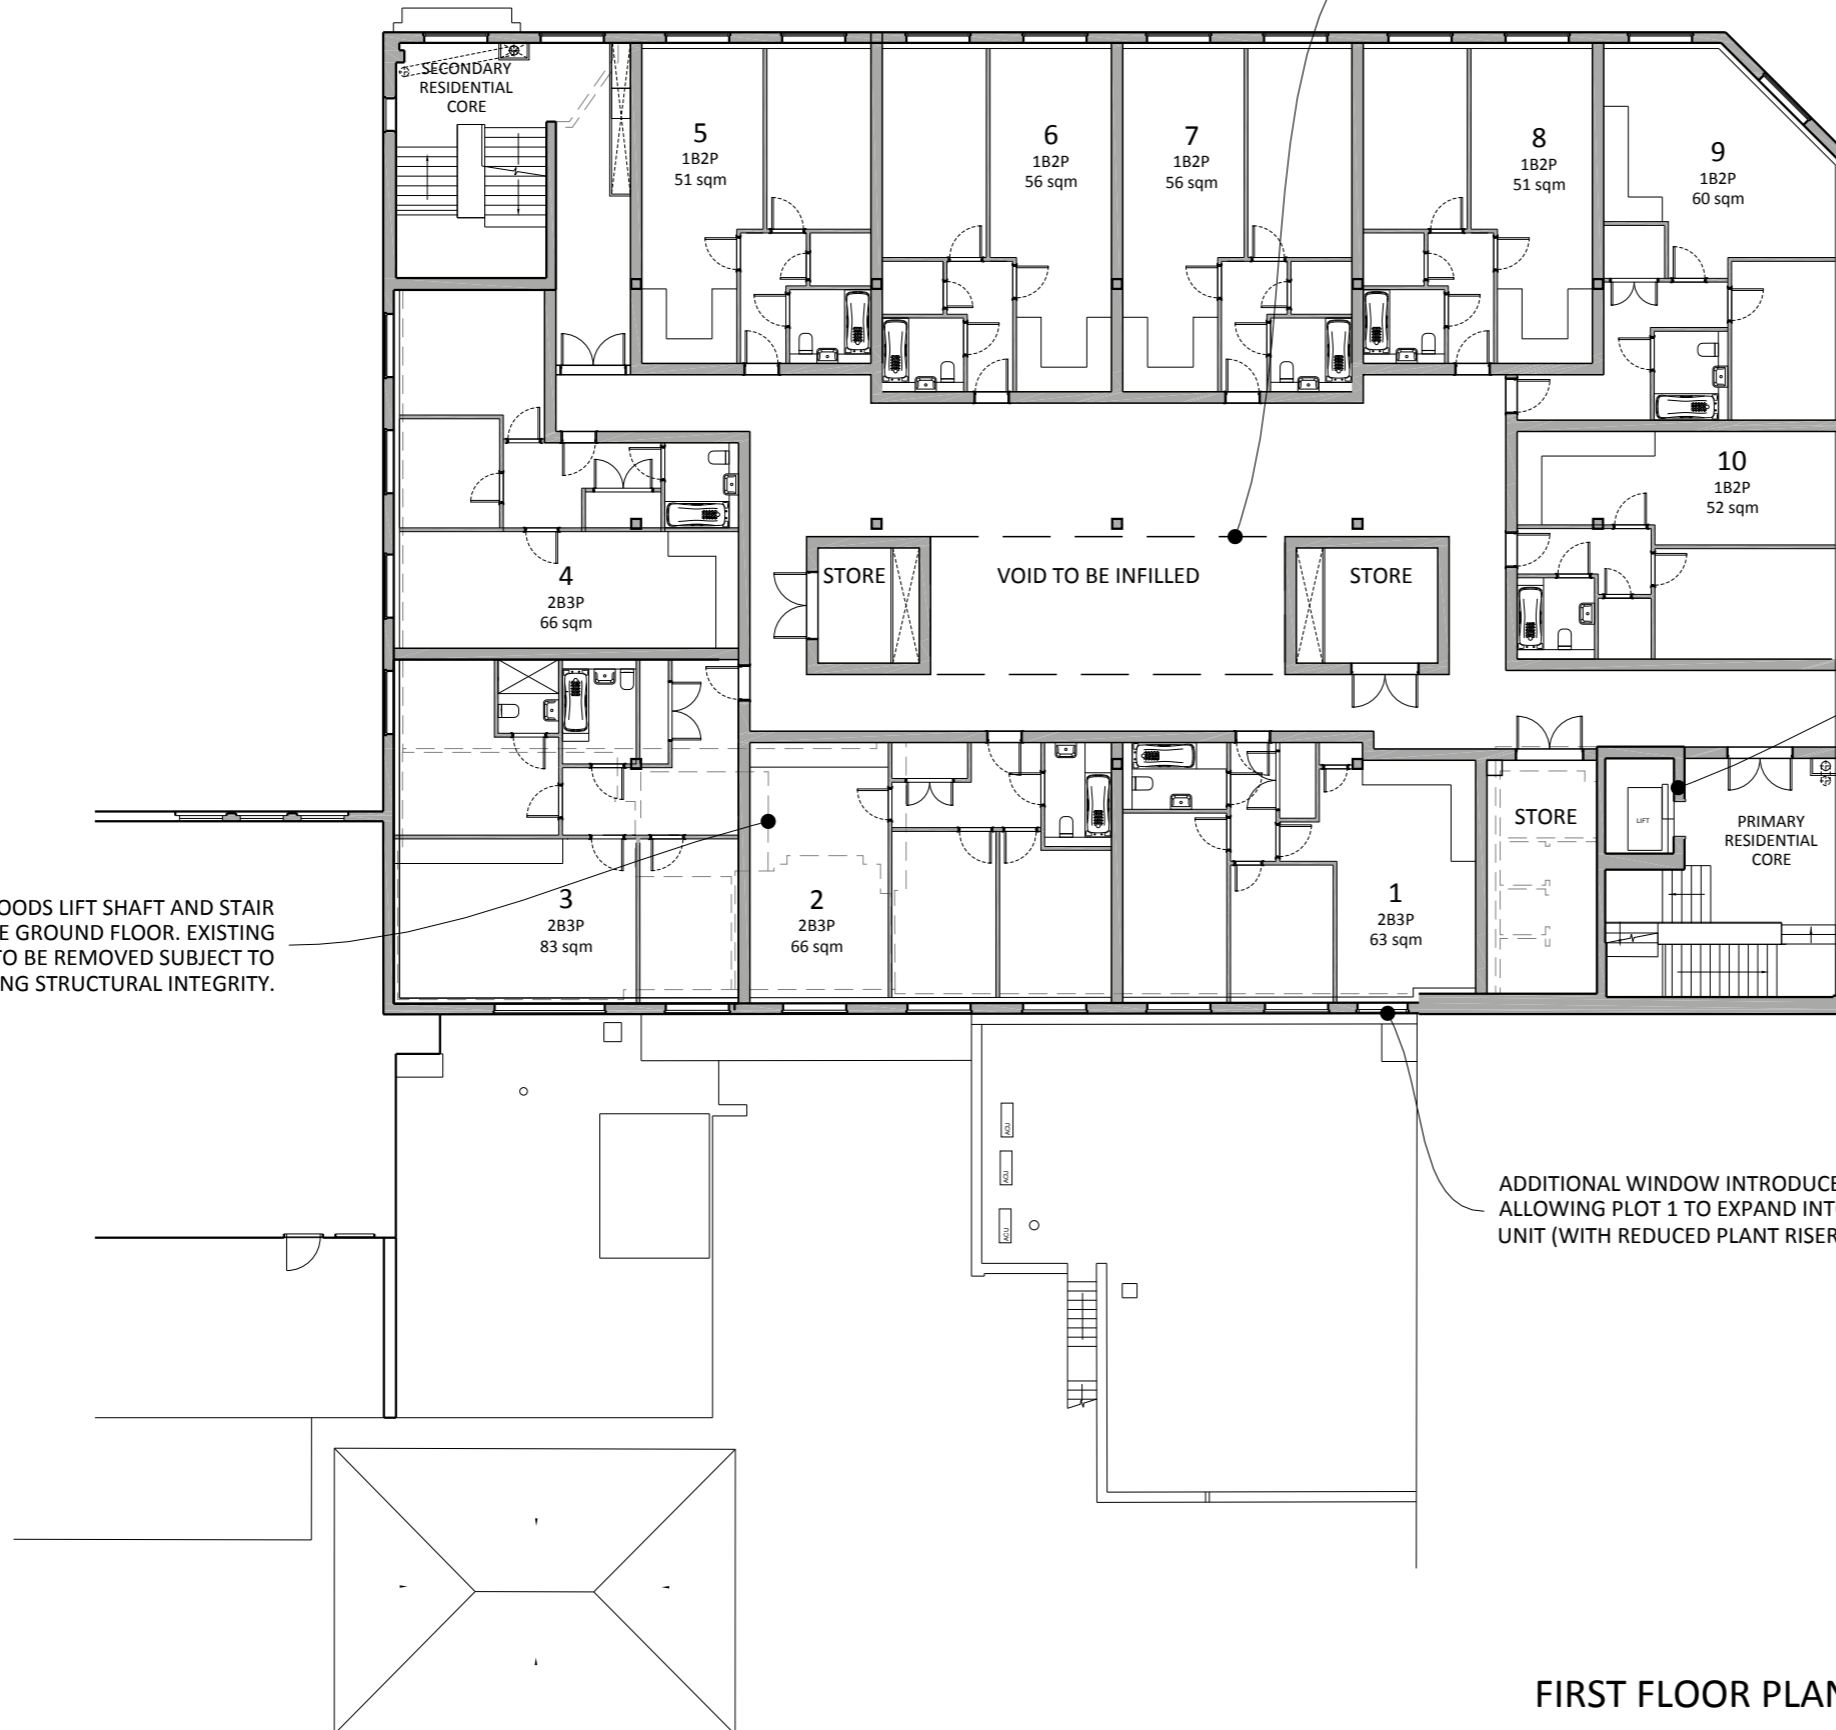 SECONDARY
RESIDENTIAL
CORE
5
1B2P
51 sqm
6
1B2P
56 sqm
7
1B2P
56 sqm
8
1B2P
51 sqm
9
1B2P
60 sqm
10
1B2P
52 sqm
4
2B3P
66 sqm
STORE
VOID TO BE INFILLED
STORE
3
2B3P
83 sqm
2
2B3P
66 sqm
1
2B3P
63 sqm
STORE
LIFT
PRIMARY
RESIDENTIAL
CORE
OODS LIFT SHAFT AND STAIR
E GROUND FLOOR. EXISTING
TO BE REMOVED SUBJECT TO
NG STRUCTURAL INTEGRITY.
ACU
ACU
ACU
ADDITIONAL WINDOW INTRODUCE
ALLOWING PLOT 1 TO EXPAND INT
UNIT (WITH REDUCED PLANT RISER
FIRST FLOOR PLAN